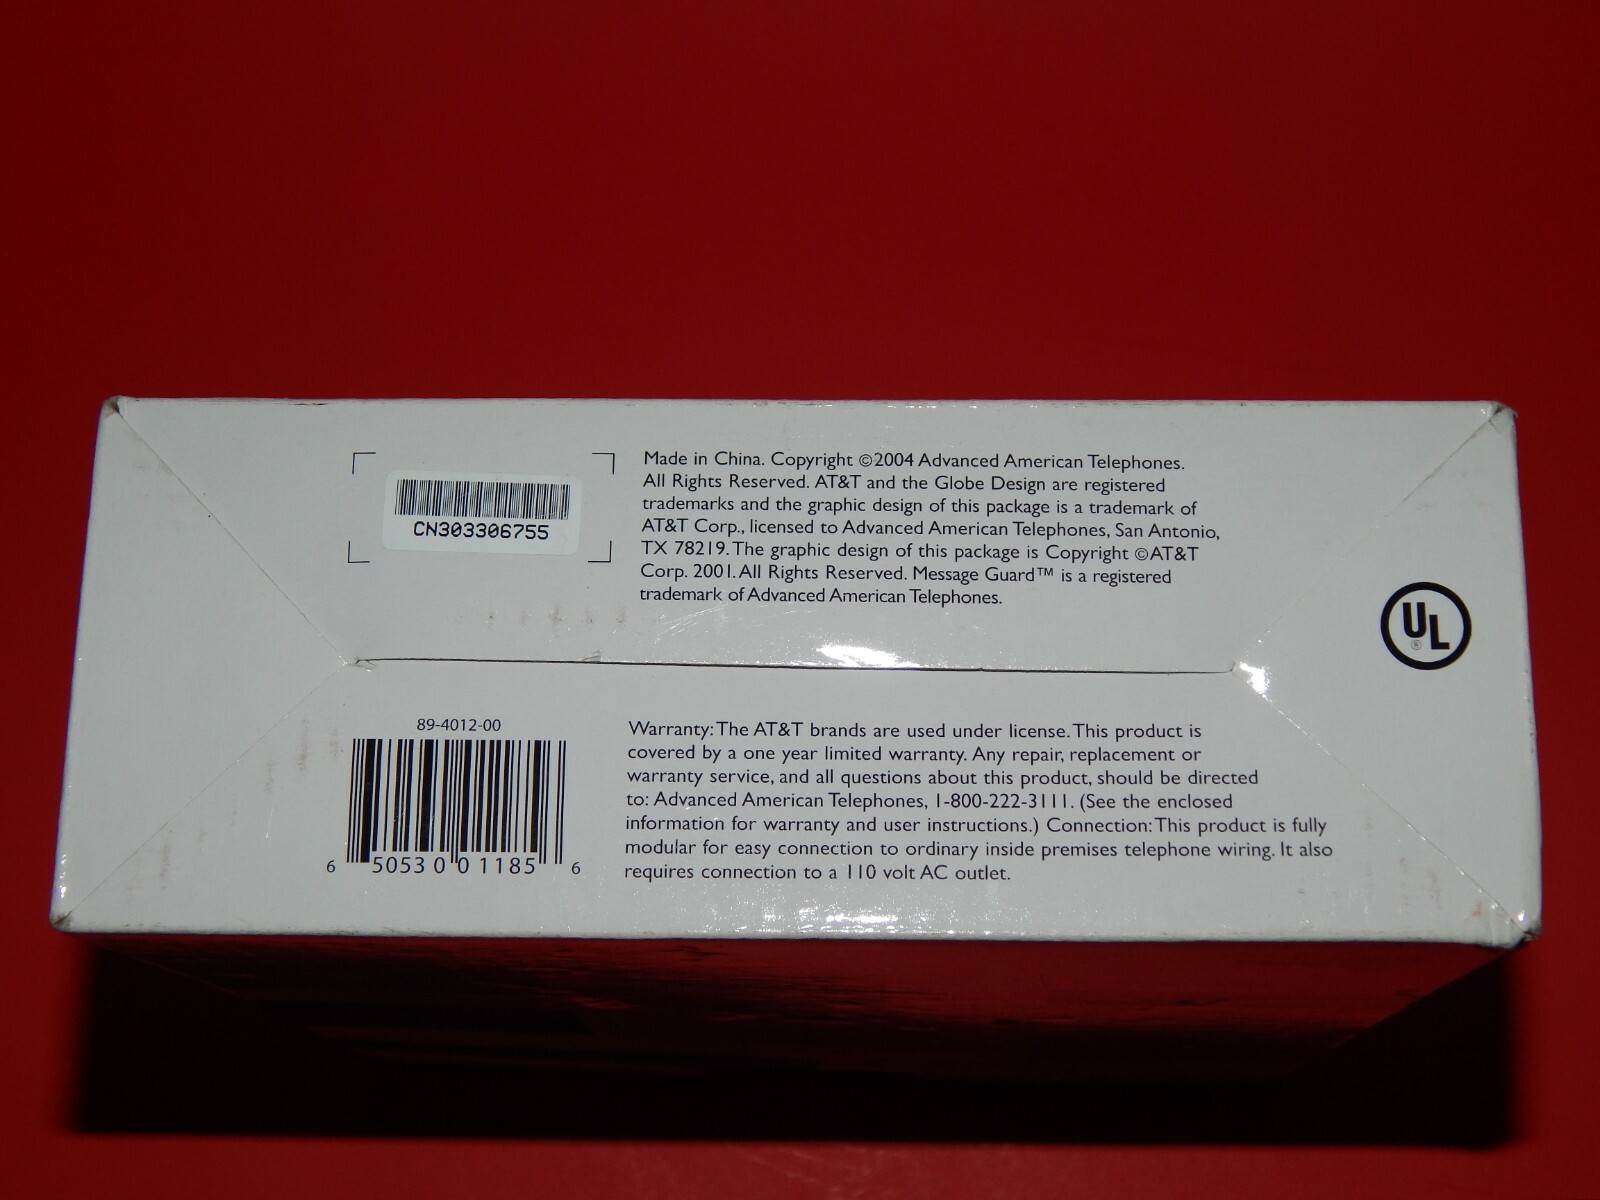 CN303306755
Made in China. Copyright ©2004 Advanced American Telephones.
All Rights Reserved. AT&T and the Globe Design are registered
trademarks and the graphic design of this package is a trademark of
AT&T Corp., licensed to Advanced American Telephones, San Antonio,
TX 78219. The graphic design of this package is Copyright ©AT&T
Corp. 2001. All Rights Reserved. Message Guard™ is a registered
trademark of Advanced American Telephones.
UL
®
89-4012-00
6 50530 01185 6
Warranty: The AT&T brands are used under license. This product is
covered by a one year limited warranty. Any repair, replacement or
warranty service, and all questions about this product, should be directed
to: Advanced American Telephones, 1-800-222-3111. (See the enclosed
information for warranty and user instructions.) Connection: This product is fully
modular for easy connection to ordinary inside premises telephone wiring. It also
requires connection to a 110 volt AC outlet.